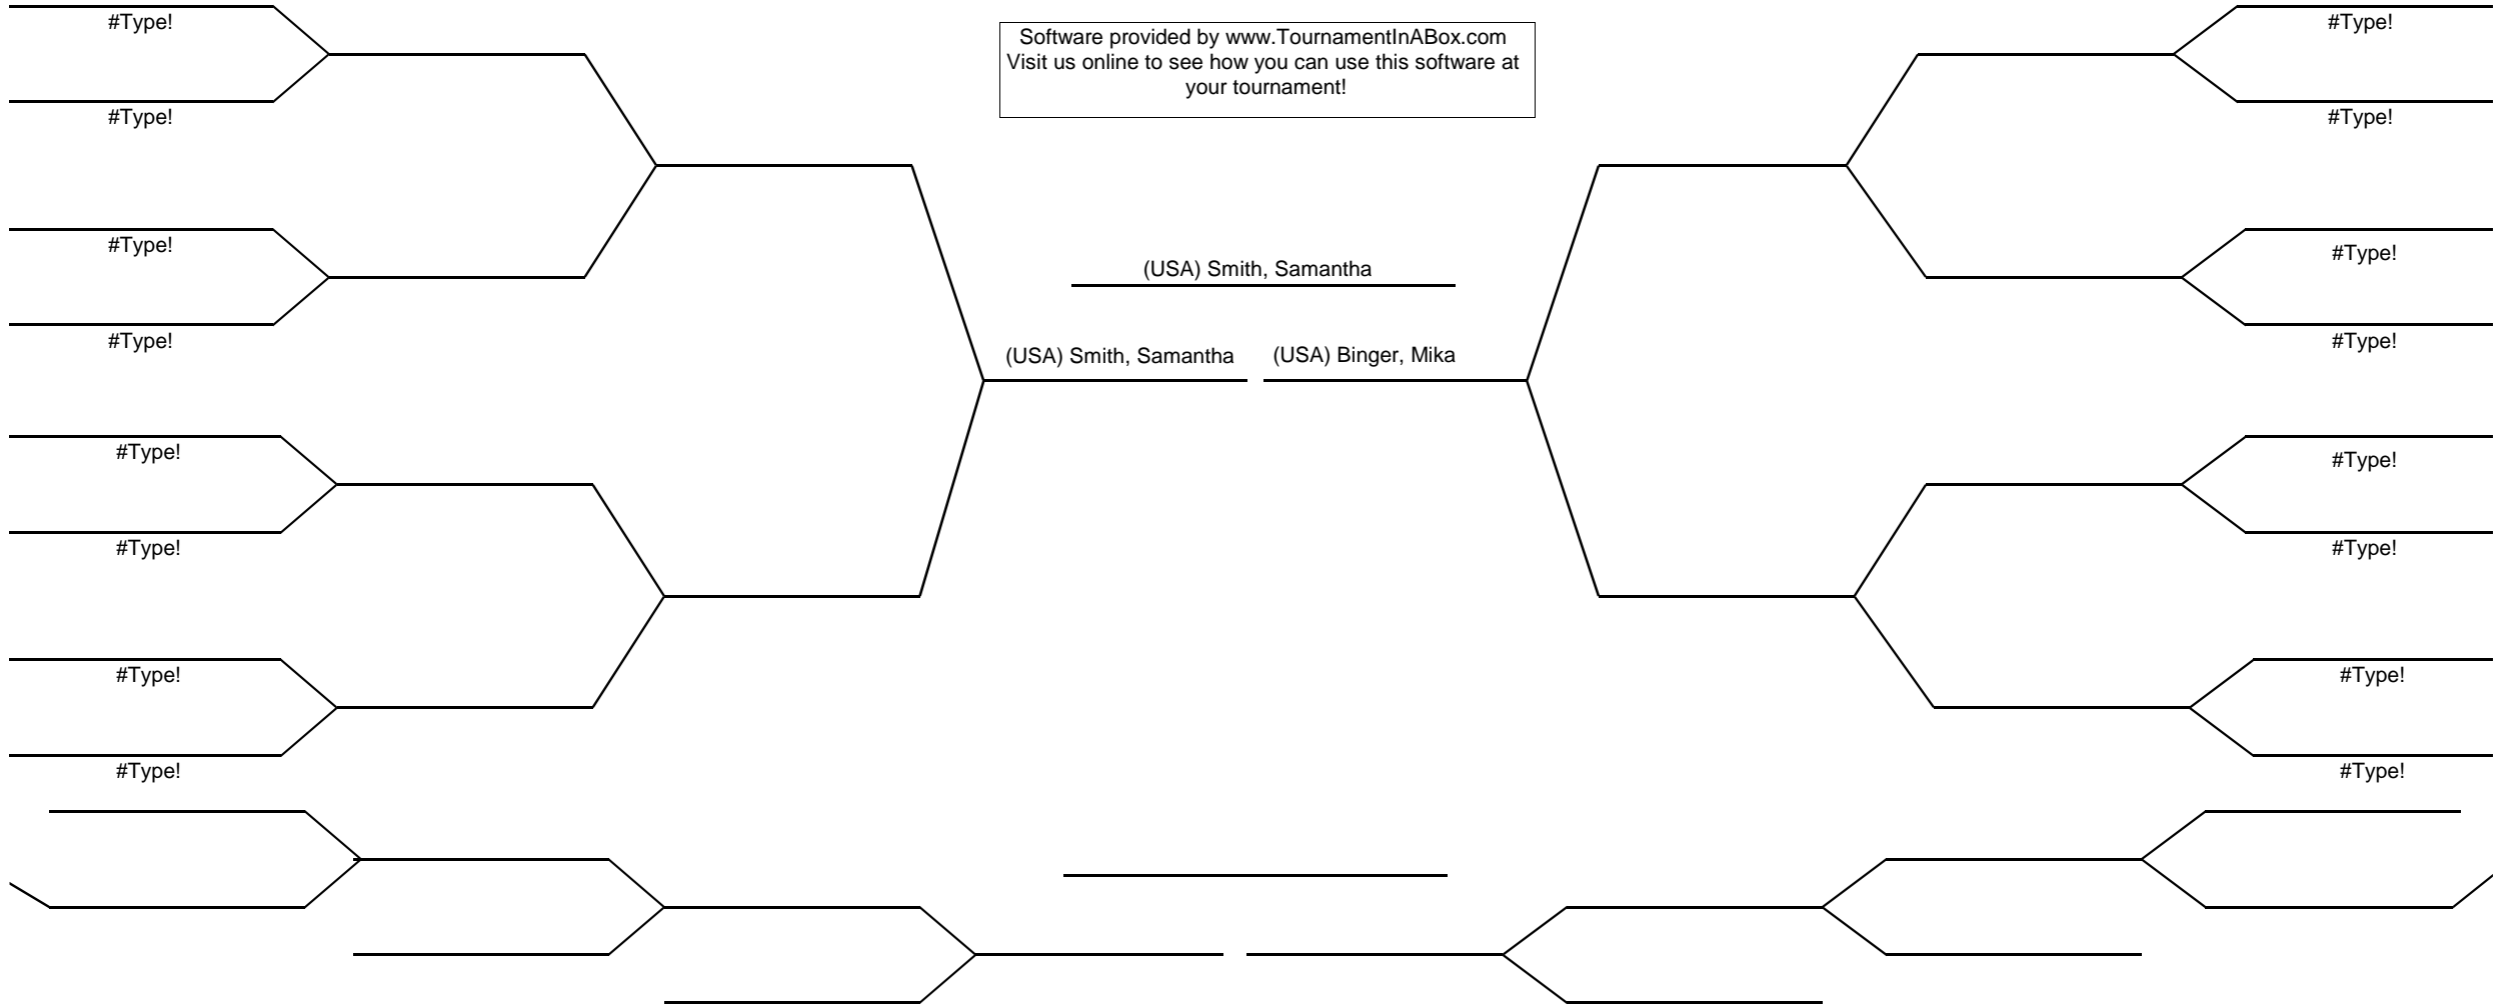 #Type!
#Type!
Software provided by www.TournamentInABox.com
Visit us online to see how you can use this software at
your tournament!
#Type!
#Type!
#Type!
#Type!
(USA) Smith, Samantha
#Type!
#Type!
(USA) Smith, Samantha
(USA) Binger, Mika
#Type!
#Type!
#Type!
#Type!
#Type!
#Type!
#Type!
#Type!